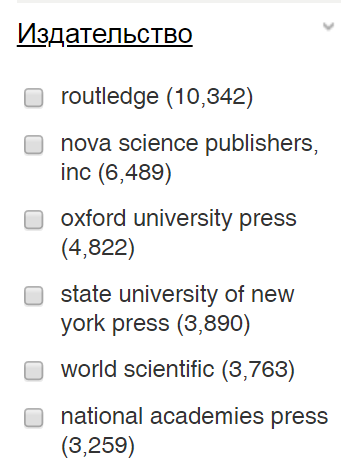 Издательство
routledge (10,342)
nova science publishers,
inc (6,489)
oxford university press
(4,822)
state university of new
york press (3,890)
world scientific (3,763)
national academies press
(3,259)